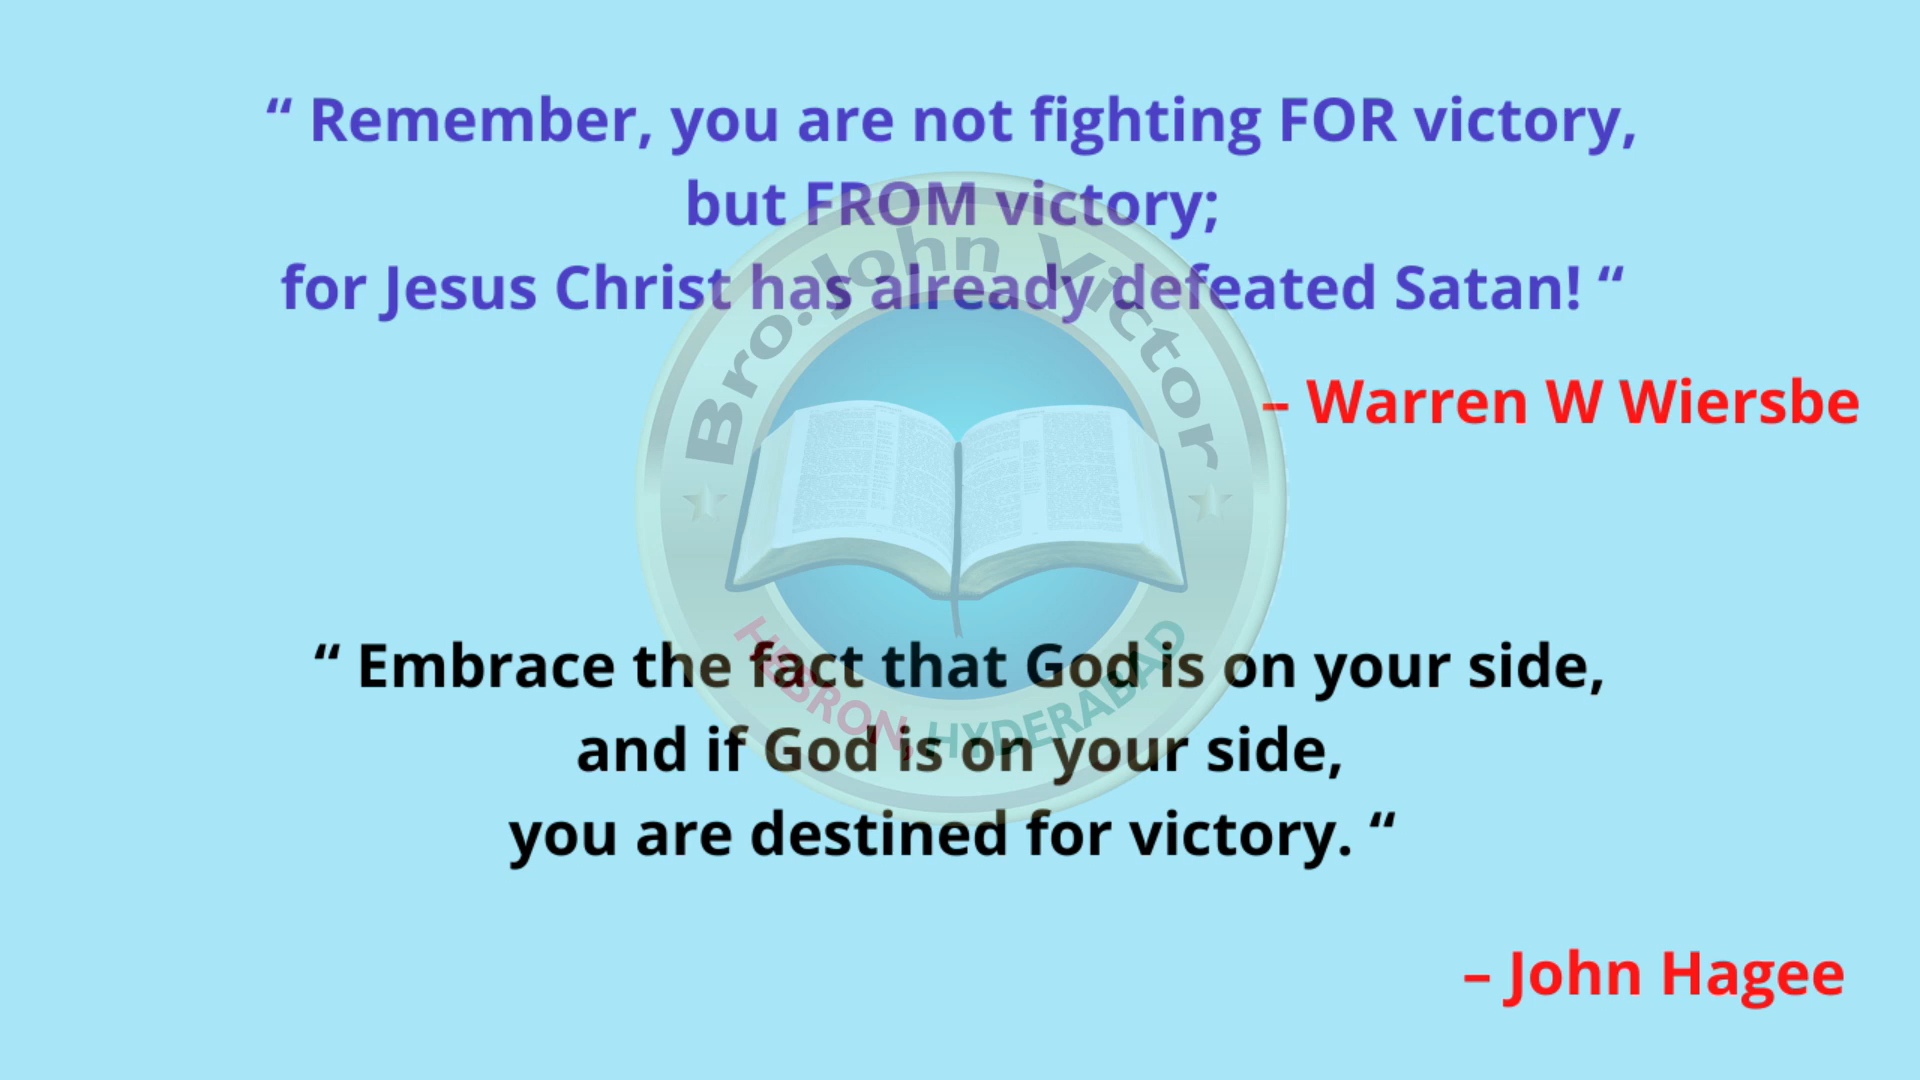 “ Remember, you are not fighting FOR victory,
but FROM victory;
for Jesus Christ has already defeated Satan! “
– Warren W Wiersbe
Bro.John Victor
HEBRON, HYDERABAD
“ Embrace the fact that God is on your side,
and if God is on your side,
you are destined for victory. “
– John Hagee